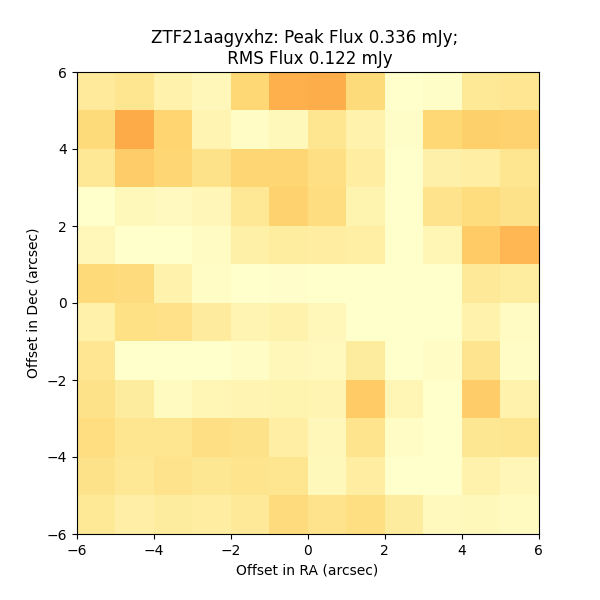 ZTF21aagyxhz: Peak Flux 0.336 mJy;
RMS Flux 0.122 mJy
6
4
2
0
−2
−4
−6
Offset in Dec (arcsec)
−6 −4 −2 0 2 4 6
Offset in RA (arcsec)